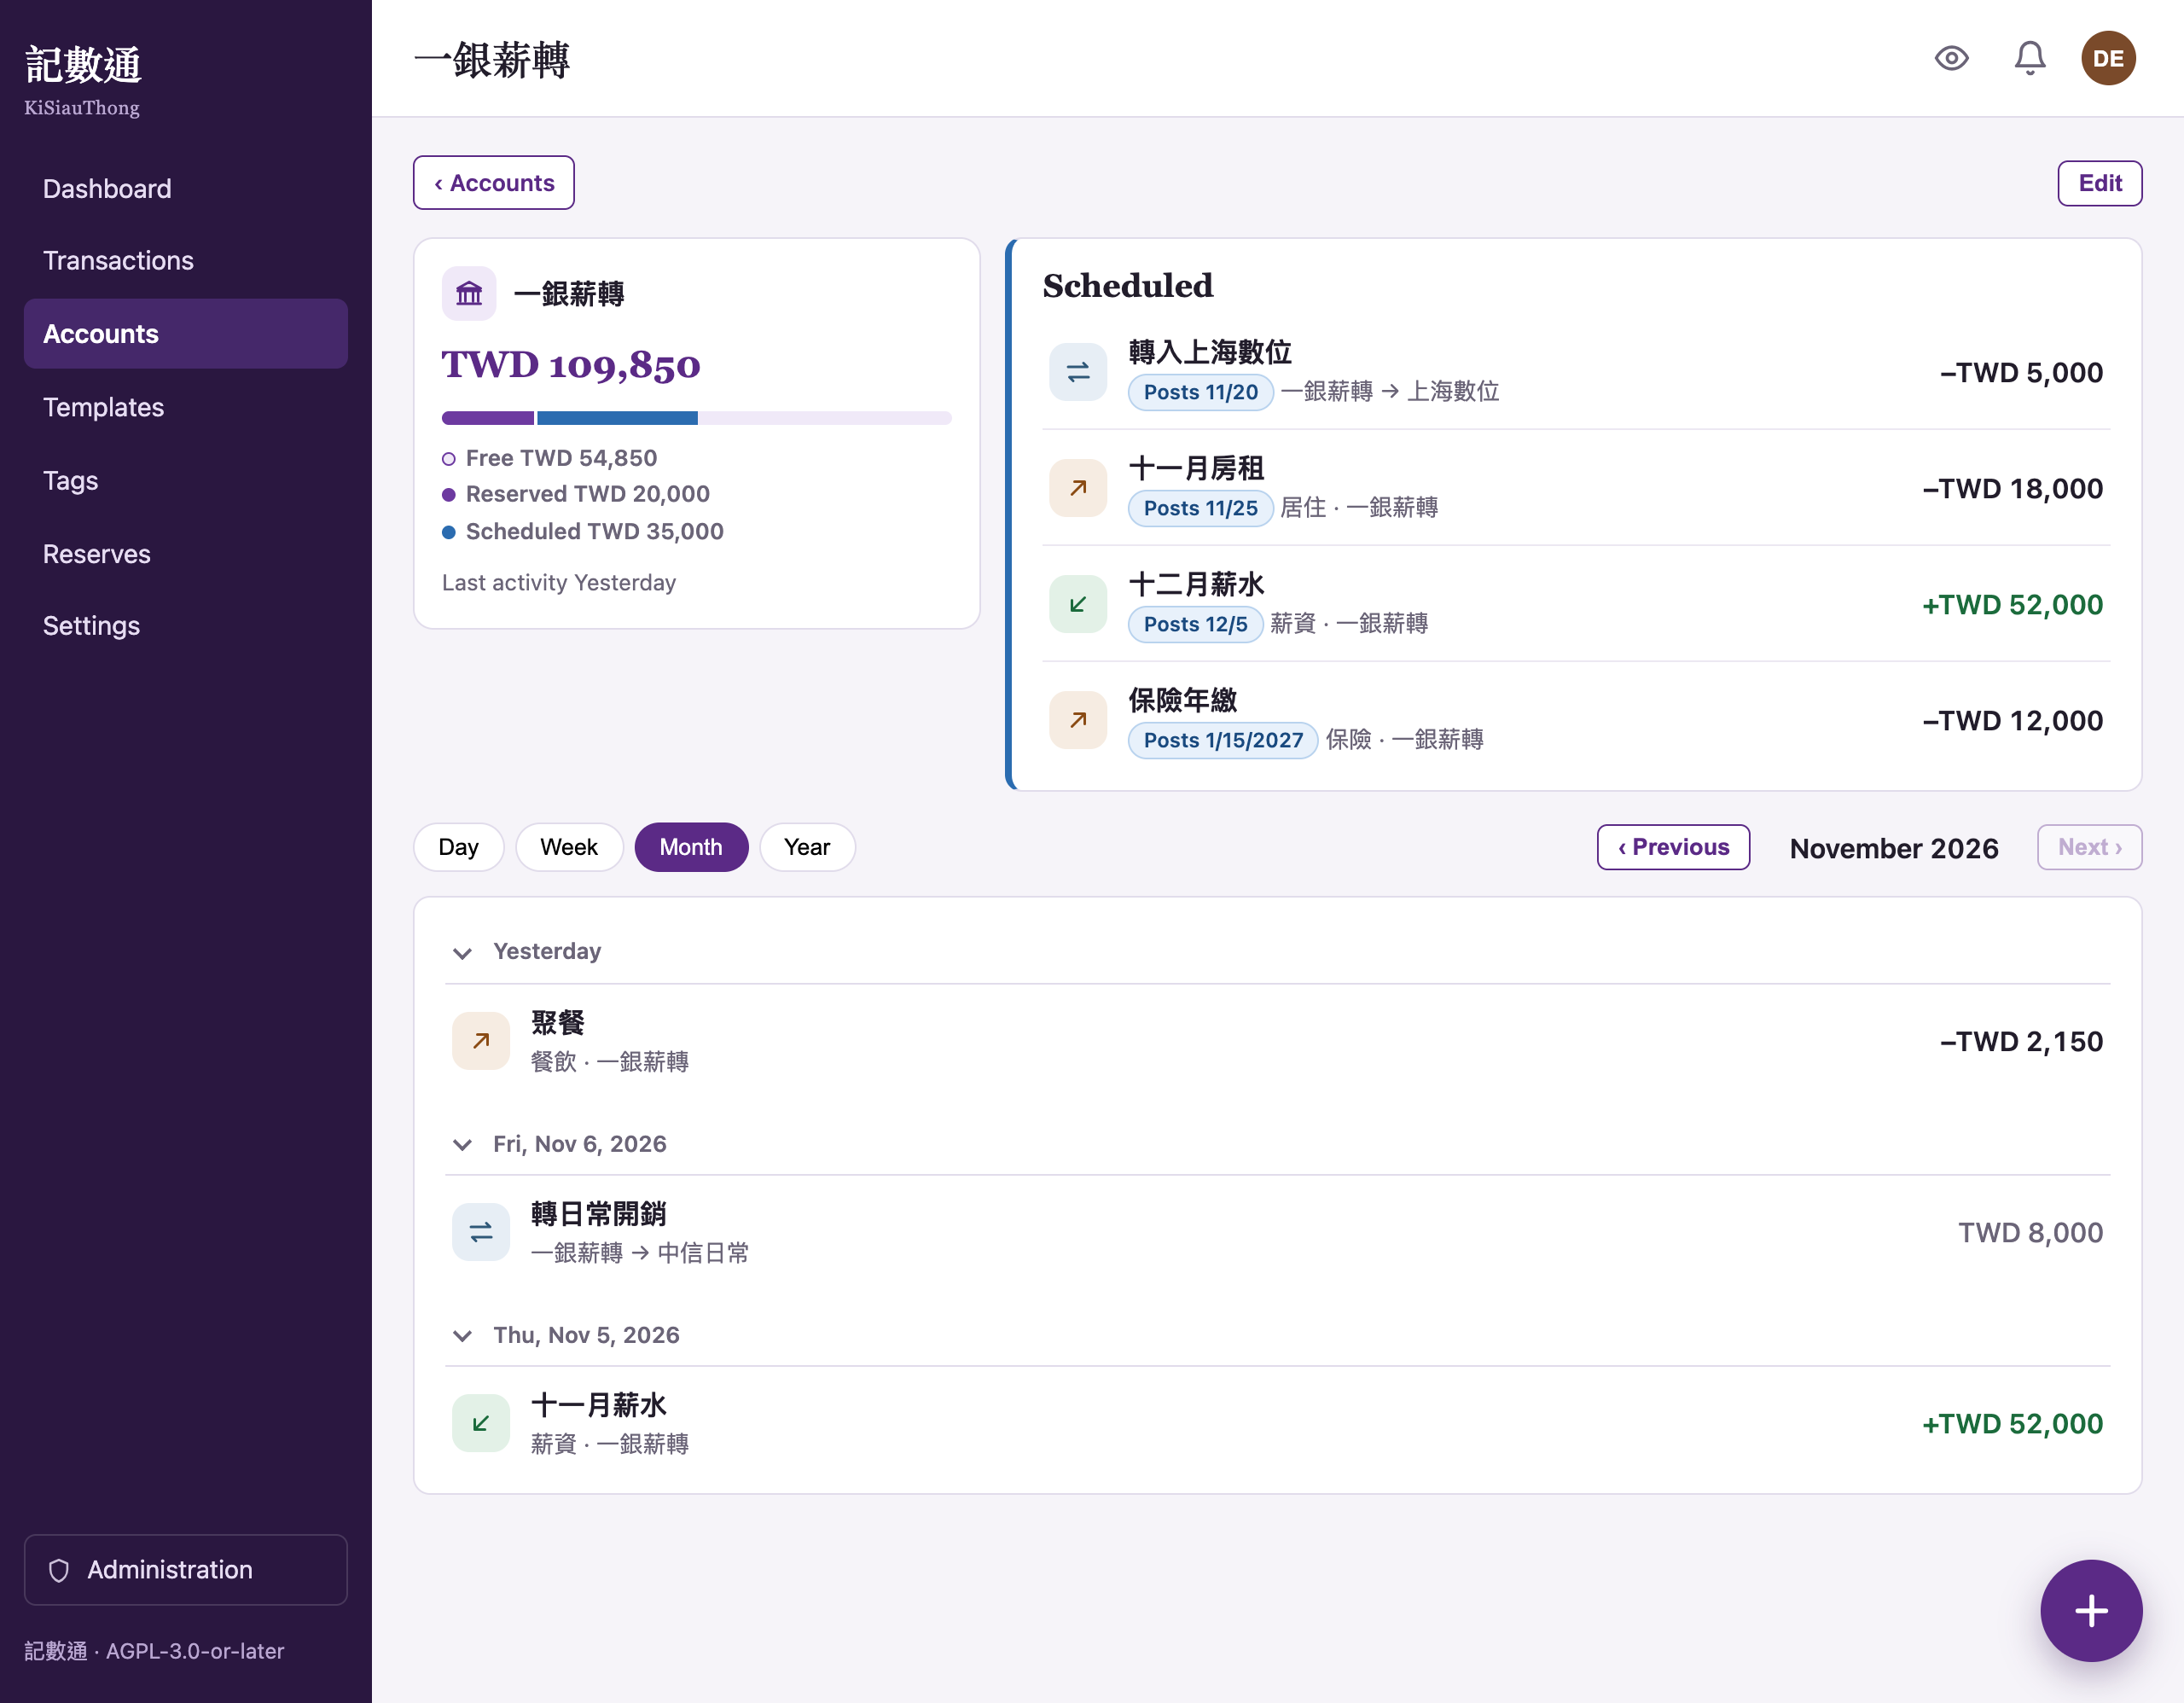 記數通
KiSiauThong
Dashboard
Transactions
Accounts
Templates
Tags
Reserves
Settings
Administration
記數通 · AGPL-3.0-or-later
一銀薪轉
DE
‹ Accounts
Edit
一銀薪轉
TWD 109,850
Free TWD 54,850
Reserved TWD 20,000
Scheduled TWD 35,000
Last activity Yesterday
Scheduled
轉入上海數位
–TWD 5,000
Posts 11/20 一銀薪轉 → 上海數位
十一月房租
–TWD 18,000
Posts 11/25 居住 · 一銀薪轉
十二月薪水
+TWD 52,000
Posts 12/5 薪資 · 一銀薪轉
保險年繳
–TWD 12,000
Posts 1/15/2027 保險 · 一銀薪轉
Day Week Month Year
‹ Previous November 2026 Next ›
Yesterday
聚餐
–TWD 2,150
餐飲 · 一銀薪轉
Fri, Nov 6, 2026
轉日常開銷
TWD 8,000
一銀薪轉 → 中信日常
Thu, Nov 5, 2026
十一月薪水
+TWD 52,000
薪資 · 一銀薪轉